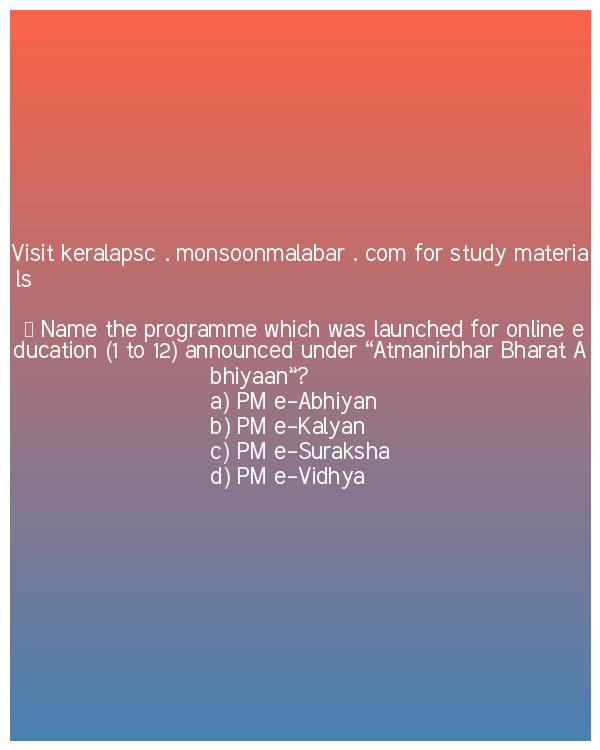 Visit keralapsc . monsoonmalabar . com for study materia
ls
▯ Name the programme which was launched for online e
ducation (1 to 12) announced under “Atmanirbhar Bharat A
bhiyaan”?
a) PM e-Abhiyan
b) PM e-Kalyan
c) PM e-Suraksha
d) PM e-Vidhya